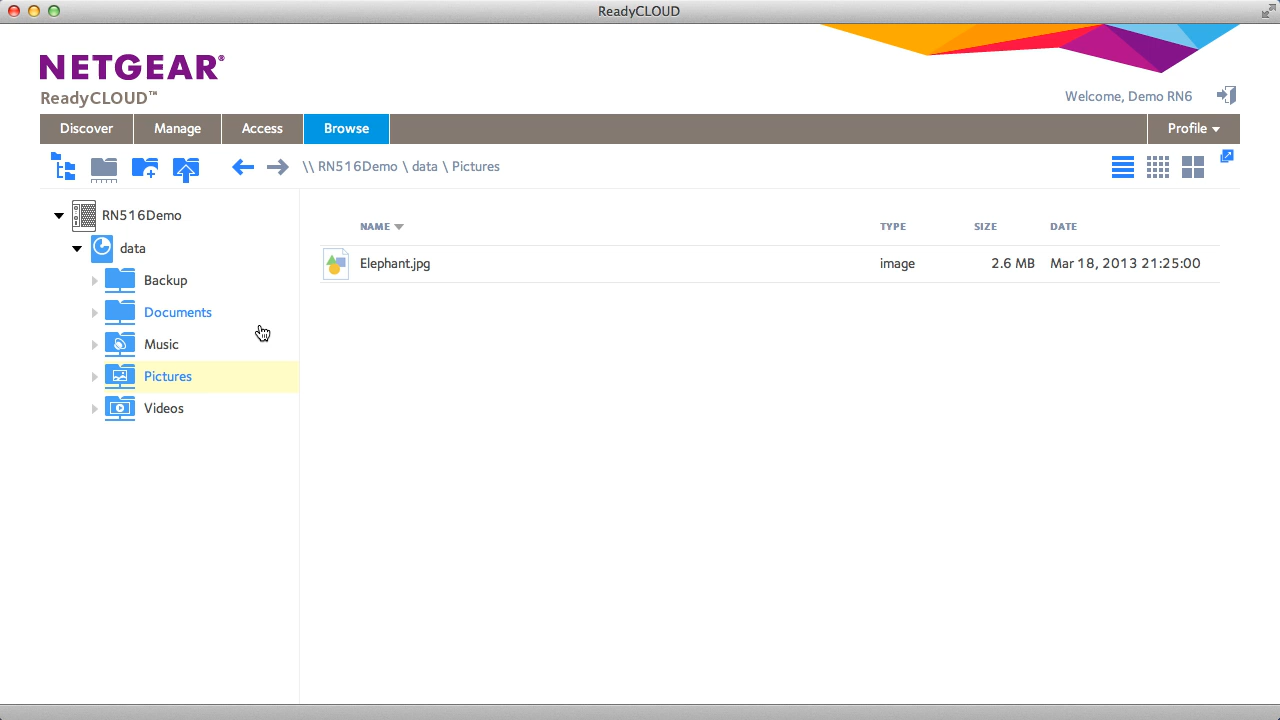 ReadyCLOUD
NETGEAR®
ReadyCLOUD™
Welcome, Demo RN6
Discover Manage Access Browse Profile
\\ RN516Demo \ data \ Pictures
RN516Demo
data
Backup
Documents
Music
Pictures
Videos
NAME TYPE SIZE DATE
Elephant.jpg image 2.6 MB Mar 18, 2013 21:25:00